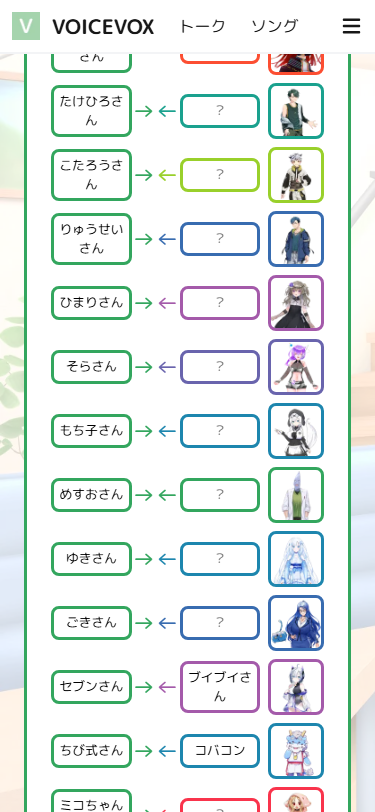 V VOICEVOX トーク ソング
さん
たけひろさ
ん
?
こたろうさ
ん
?
りゅうせい
さん
?
ひまりさん
?
そらさん
?
もち子さん
?
めすおさん
?
ゆきさん
?
ごきさん
?
セブンさん
ブイブイさ
ん
ちび式さん
コバコン
ミコちゃん
?